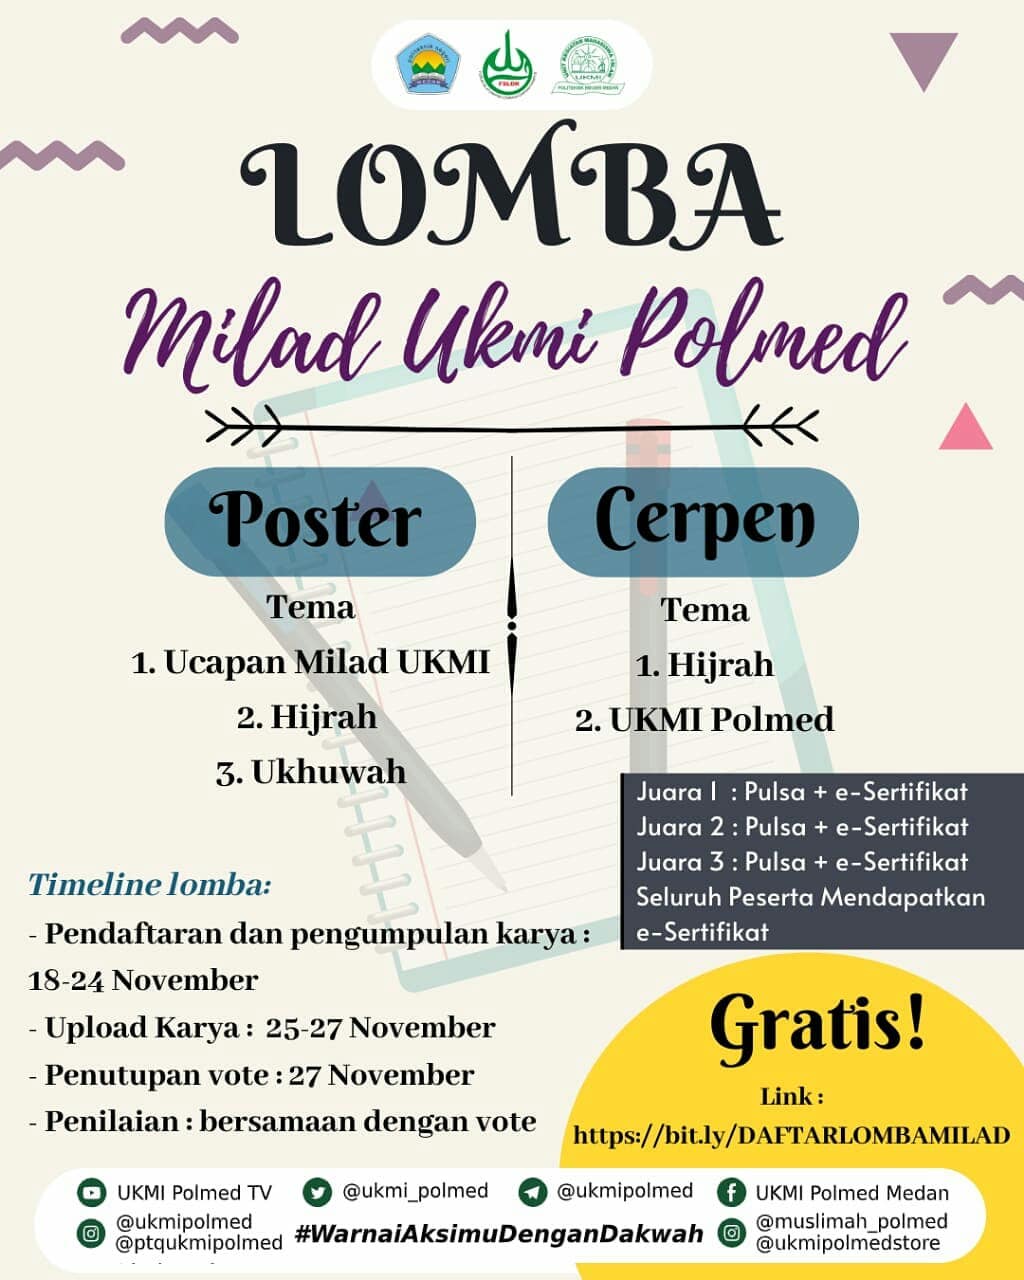 LOMBA
Milad Ukmi Polmed
Poster
Tema
1. Ucapan Milad UKMI
2. Hijrah
3. Ukhuwah
Cerpen
Tema
1. Hijrah
2. UKMI Polmed
Juara 1 : Pulsa + e-Sertifikat
Juara 2 : Pulsa + e-Sertifikat
Juara 3 : Pulsa + e-Sertifikat
Seluruh Peserta Mendapatkan
e-Sertifikat
Timeline lomba:
- Pendaftaran dan pengumpulan karya :
18-24 November
- Upload Karya : 25-27 November
- Penutupan vote : 27 November
- Penilaian : bersamaan dengan vote
Gratis!
Link :
https://bit.ly/DAFTARLOMBAMILAD
UKMI Polmed TV
@ukmi_polmed
@ukmipolmed
UKMI Polmed Medan
@ukmipolmed
@ptqukmipolmed
#WarnaiAksimuDenganDakwah
@muslimah_polmed
@ukmipolmedstore